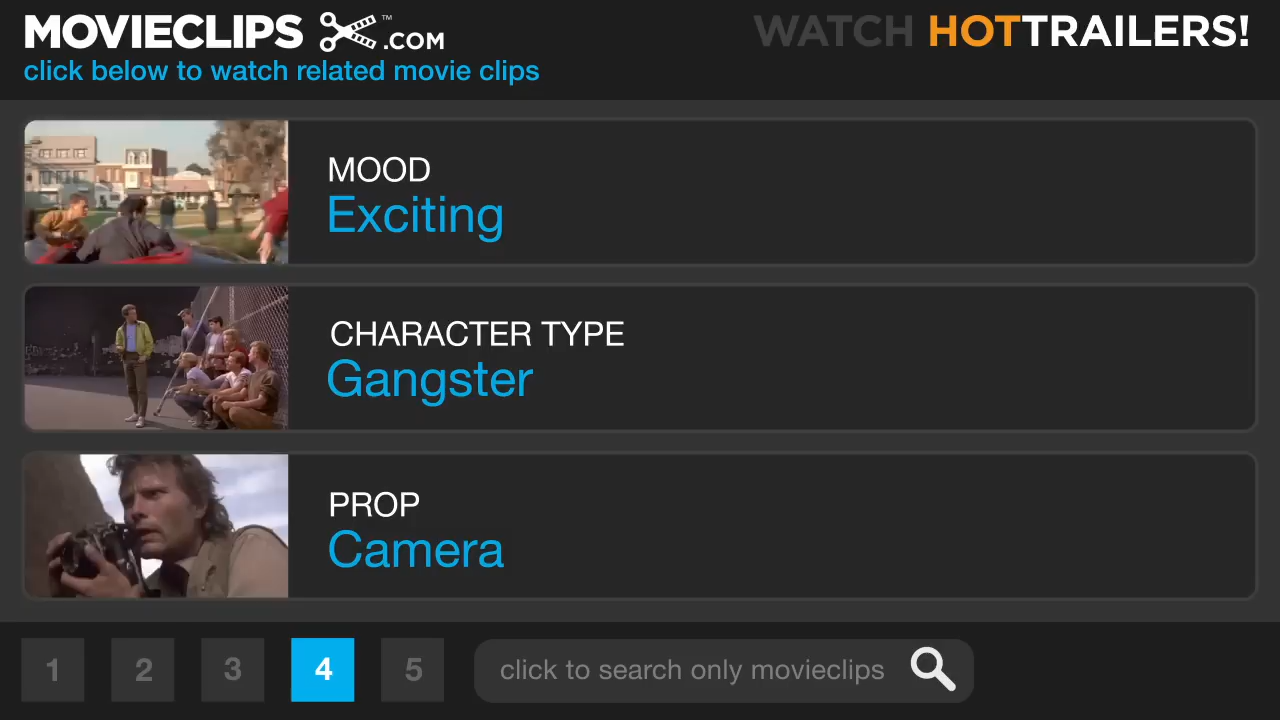 MOVIECLIPS ™ .COM
WATCH HOTTRAILERS!
click below to watch related movie clips
MOOD
Exciting
CHARACTER TYPE
Gangster
PROP
Camera
1 2 3 4 5
click to search only movieclips